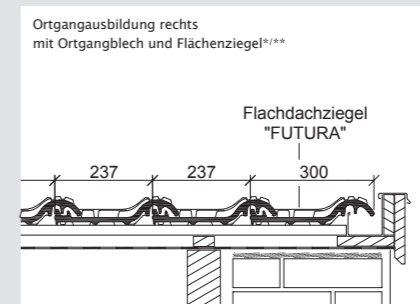 Ortgangausbildung rechts
mit Ortgangblech und Flächenziegel*/**
Flachdachziegel
"FUTURA"
237 237 300